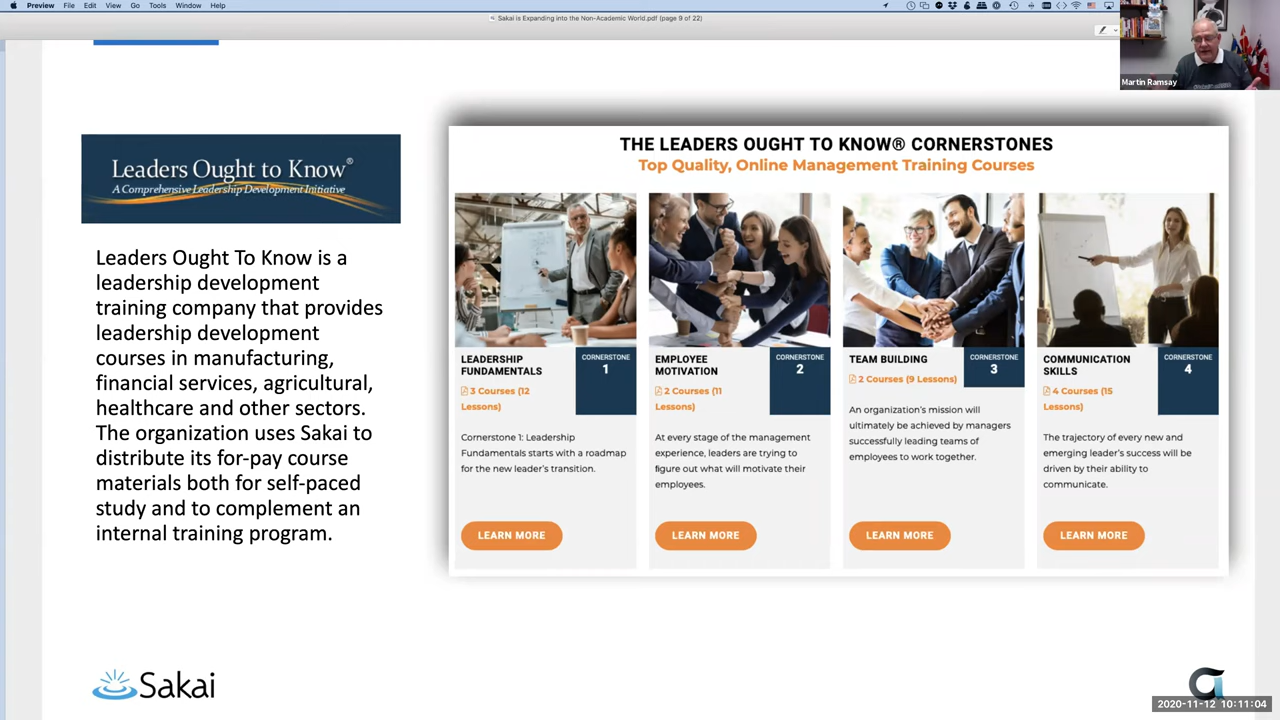 Preview File Edit View Go Tools Window Help
Sakai is Expanding into the Non-Academic World.pdf (page 9 of 22)
Martin Ramsay
Leaders Ought to Know®
A Comprehensive Leadership Development Initiative
Leaders Ought To Know is a
leadership development
training company that provides
leadership development
courses in manufacturing,
financial services, agricultural,
healthcare and other sectors.
The organization uses Sakai to
distribute its for-pay course
materials both for self-paced
study and to complement an
internal training program.
THE LEADERS OUGHT TO KNOW® CORNERSTONES
Top Quality, Online Management Training Courses
LEADERSHIP
FUNDAMENTALS
CORNERSTONE
1
3 Courses (12
Lessons)
Cornerstone 1: Leadership
Fundamentals starts with a roadmap
for the new leader's transition.
LEARN MORE
EMPLOYEE
MOTIVATION
CORNERSTONE
2
2 Courses (11
Lessons)
At every stage of the management
experience, leaders are trying to
figure out what will motivate their
employees.
LEARN MORE
TEAM BUILDING
CORNERSTONE
3
2 Courses (9 Lessons)
An organization's mission will
ultimately be achieved by managers
successfully leading teams of
employees to work together.
LEARN MORE
COMMUNICATION
SKILLS
CORNERSTONE
4
4 Courses (15
Lessons)
The trajectory of every new and
emerging leader's success will be
driven by their ability to
communicate.
LEARN MORE
Sakai
2020-11-12 10:11:04